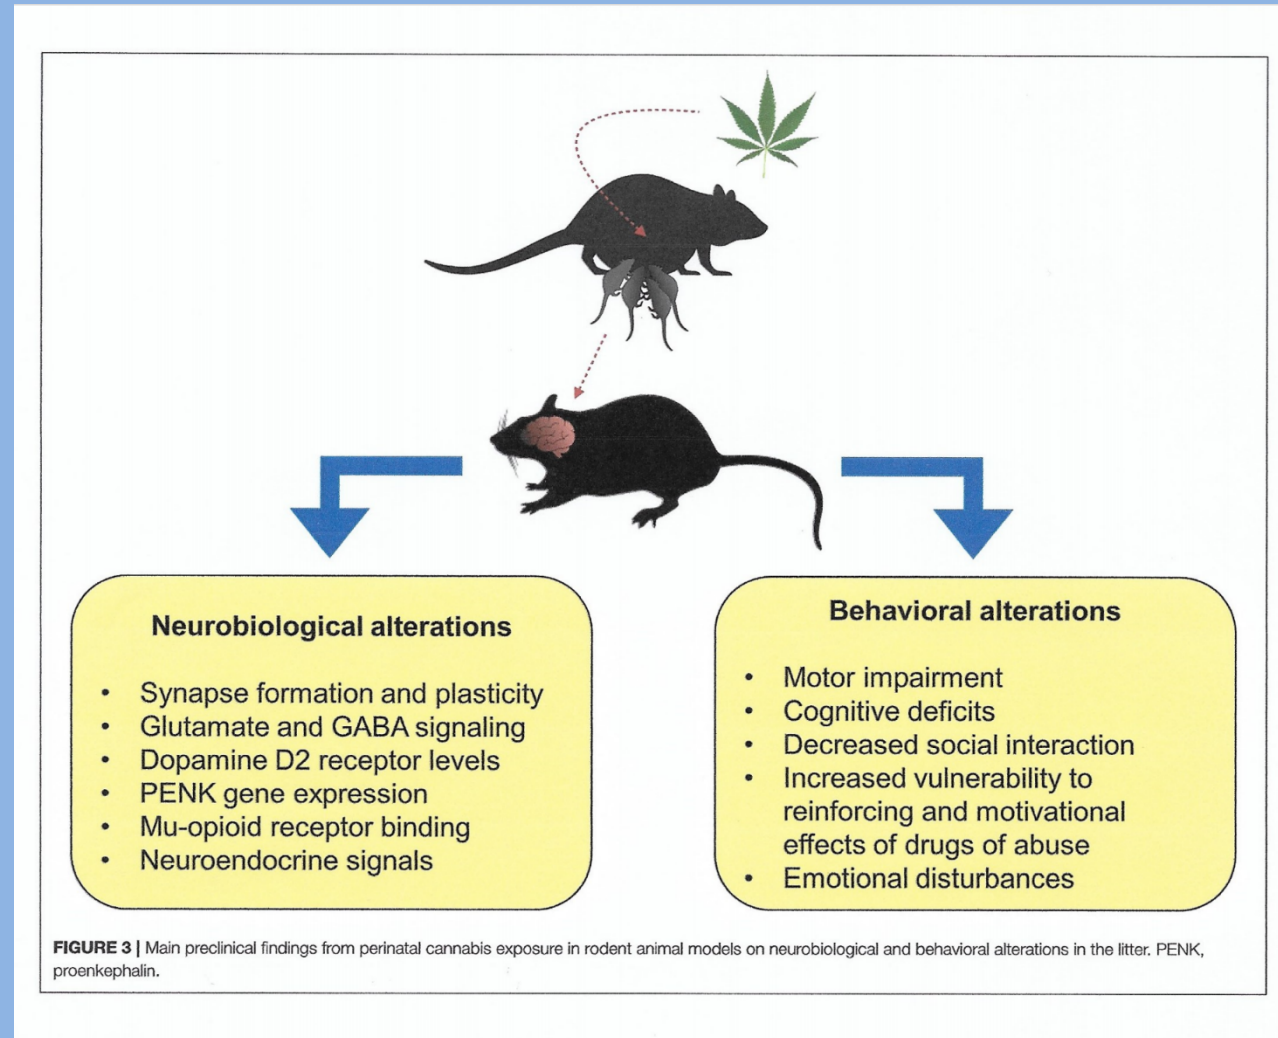 Neurobiological alterations
• Synapse formation and plasticity
• Glutamate and GABA signaling
• Dopamine D2 receptor levels
• PENK gene expression
• Mu-opioid receptor binding
• Neuroendocrine signals
Behavioral alterations
• Motor impairment
• Cognitive deficits
• Decreased social interaction
• Increased vulnerability to
reinforcing and motivational
effects of drugs of abuse
• Emotional disturbances
FIGURE 3 | Main preclinical findings from perinatal cannabis exposure in rodent animal models on neurobiological and behavioral alterations in the litter. PENK,
proenkephalin.